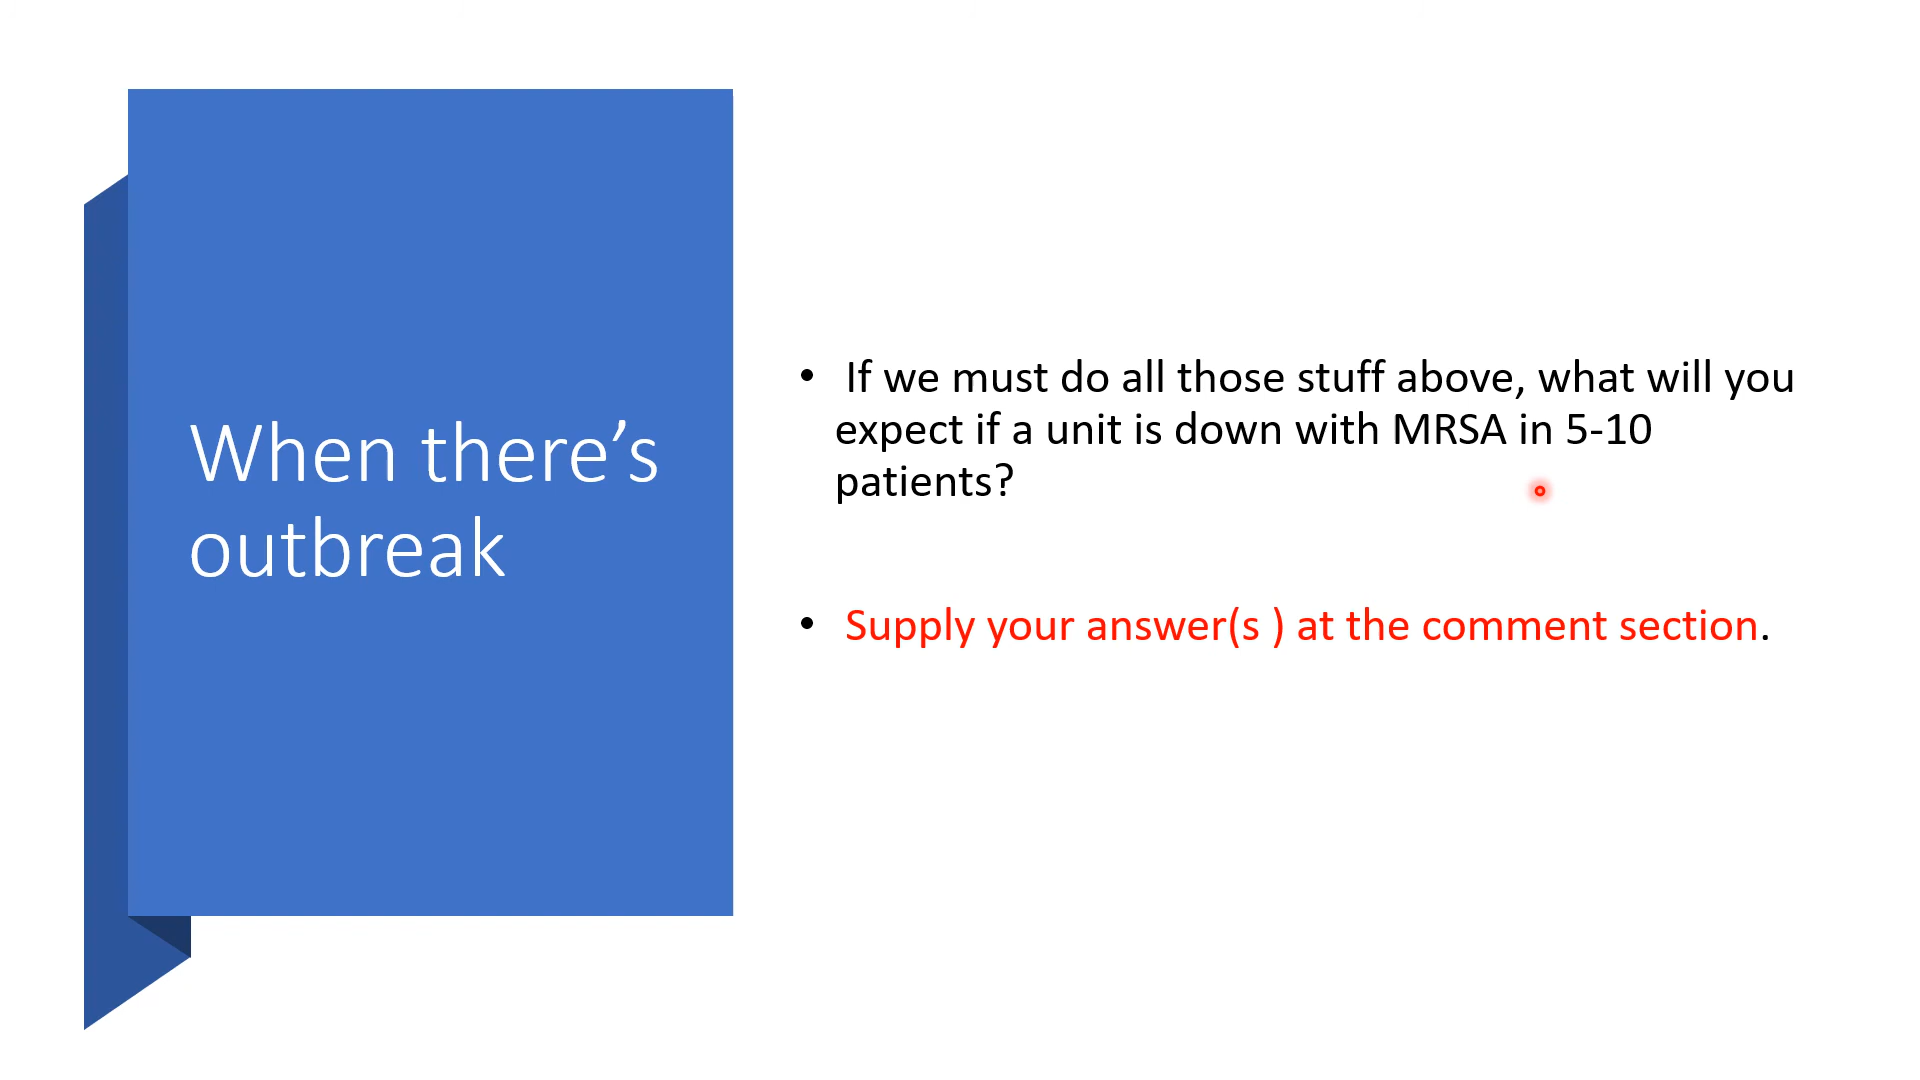 When there’s
outbreak
• If we must do all those stuff above, what will you
expect if a unit is down with MRSA in 5-10
patients?
• Supply your answer(s ) at the comment section.